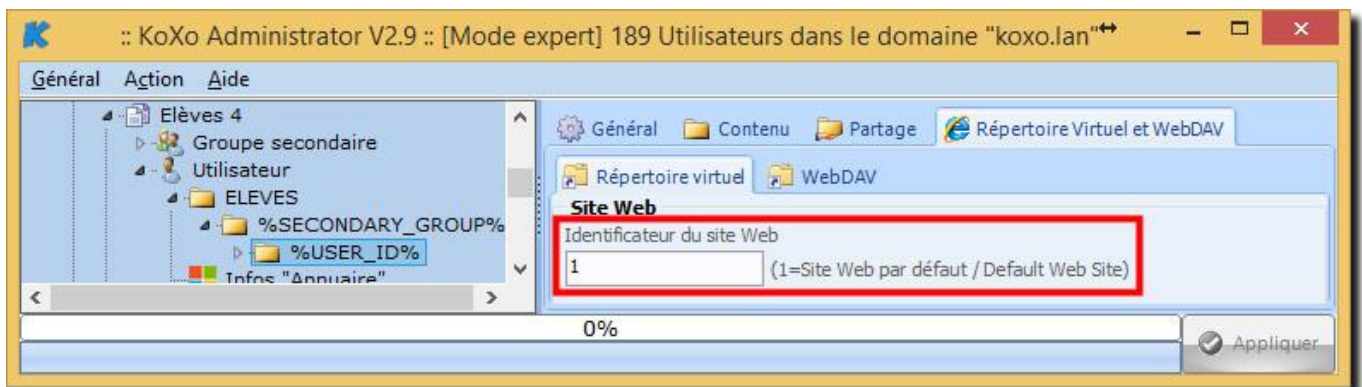 :: KoXo Administrator V2.9 :: [Mode expert] 189 Utilisateurs dans le domaine "koxo.lan"
Général Action Aide
Elèves 4
Groupe secondaire
Utilisateur
ELEVES
%SECONDARY_GROUP%
%USER_ID%
Infos "Annuaire"
Général Contenu Partage Répertoire Virtuel et WebDAV
Répertoire virtuel WebDAV
Site Web
Identificateur du site Web
1 (1=Site Web par défaut / Default Web Site)
0%
Appliquer